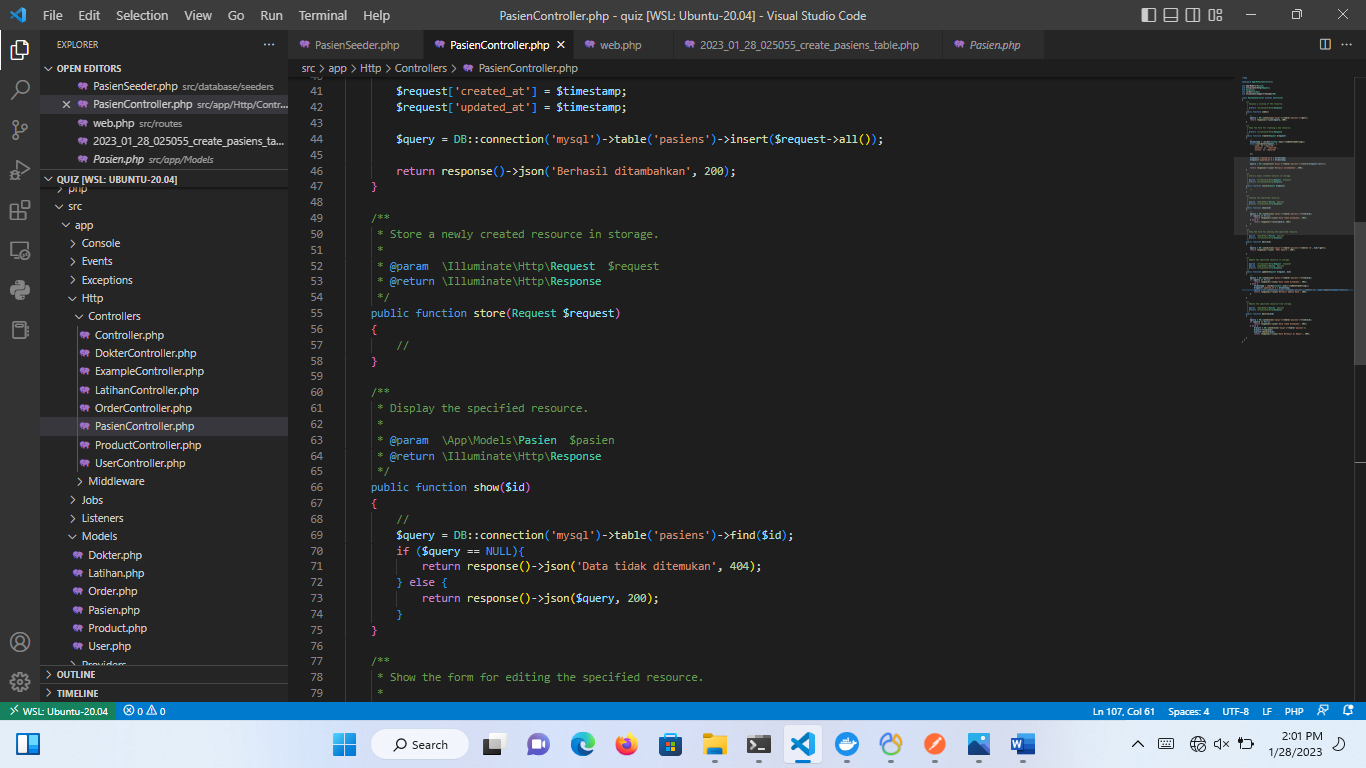 File Edit Selection View Go Run Terminal Help PasienController.php - quiz [WSL: Ubuntu-20.04] - Visual Studio Code
EXPLORER
OPEN EDITORS
PasienSeeder.php src/database/seeders
PasienController.php src/app/Http/Contr...
web.php src/routes
2023_01_28_025055_create_pasiens_ta...
Pasien.php src/app/Models
QUIZ [WSL: UBUNTU-20.04]
php
src
app
Console
Events
Exceptions
Http
Controllers
Controller.php
DokterController.php
ExampleController.php
LatihanController.php
OrderController.php
PasienController.php
ProductController.php
UserController.php
Middleware
Jobs
Listeners
Models
Dokter.php
Latihan.php
Order.php
Pasien.php
Product.php
User.php
Providers
OUTLINE
TIMELINE
PasienSeeder.php PasienController.php web.php 2023_01_28_025055_create_pasiens_table.php Pasien.php
src > app > Http > Controllers > PasienController.php
40
41 $request['created_at'] = $timestamp;
42 $request['updated_at'] = $timestamp;
43
44 $query = DB::connection('mysql')->table('pasiens')->insert($request->all());
45
46 return response()->json('Berhasil ditambahkan', 200);
47 }
48
49 /**
50 * Store a newly created resource in storage.
51 *
52 * @param \Illuminate\Http\Request $request
53 * @return \Illuminate\Http\Response
54 */
55 public function store(Request $request)
56 {
57 //
58 }
59
60 /**
61 * Display the specified resource.
62 *
63 * @param \App\Models\Pasien $pasien
64 * @return \Illuminate\Http\Response
65 */
66 public function show($id)
67 {
68 //
69 $query = DB::connection('mysql')->table('pasiens')->find($id);
70 if ($query == NULL){
71 return response()->json('Data tidak ditemukan', 404);
72 } else {
73 return response()->json($query, 200);
74 }
75 }
76
77 /**
78 * Show the form for editing the specified resource.
79 *
WSL: Ubuntu-20.04 0 0 Ln 107, Col 61 Spaces: 4 UTF-8 LF PHP
Search
2:01 PM
1/28/2023